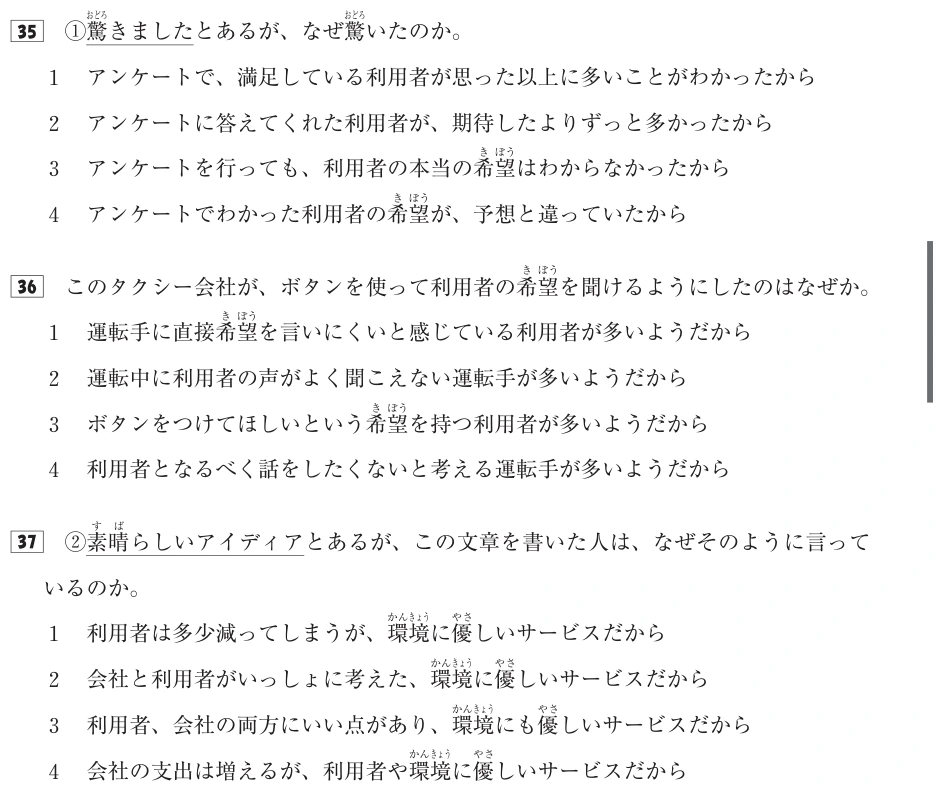 35 ①驚きましたとあるが、なぜ驚いたのか。
1 アンケートで、満足している利用者が思った以上に多いことがわかったから
2 アンケートに答えてくれた利用者が、期待したよりずっと多かったから
3 アンケートを行っても、利用者の本当の希望はわからなかったから
4 アンケートでわかった利用者の希望が、予想と違っていたから
36 このタクシー会社が、ボタンを使って利用者の希望を聞けるようにしたのはなぜか。
1 運転手に直接希望を言いにくいと感じている利用者が多いようだから
2 運転中に利用者の声がよく聞こえない運転手が多いようだから
3 ボタンをつけてほしいという希望を持つ利用者が多いようだから
4 利用者となるべく話をしたくないと考える運転手が多いようだから
37 ②素晴らしいアイディアとあるが、この文章を書いた人は、なぜそのように言って
いるのか。
1 利用者は多少減ってしまうが、環境に優しいサービスだから
2 会社と利用者がいっしょに考えた、環境に優しいサービスだから
3 利用者、会社の両方にいい点があり、環境にも優しいサービスだから
4 会社の支出は増えるが、利用者や環境に優しいサービスだから